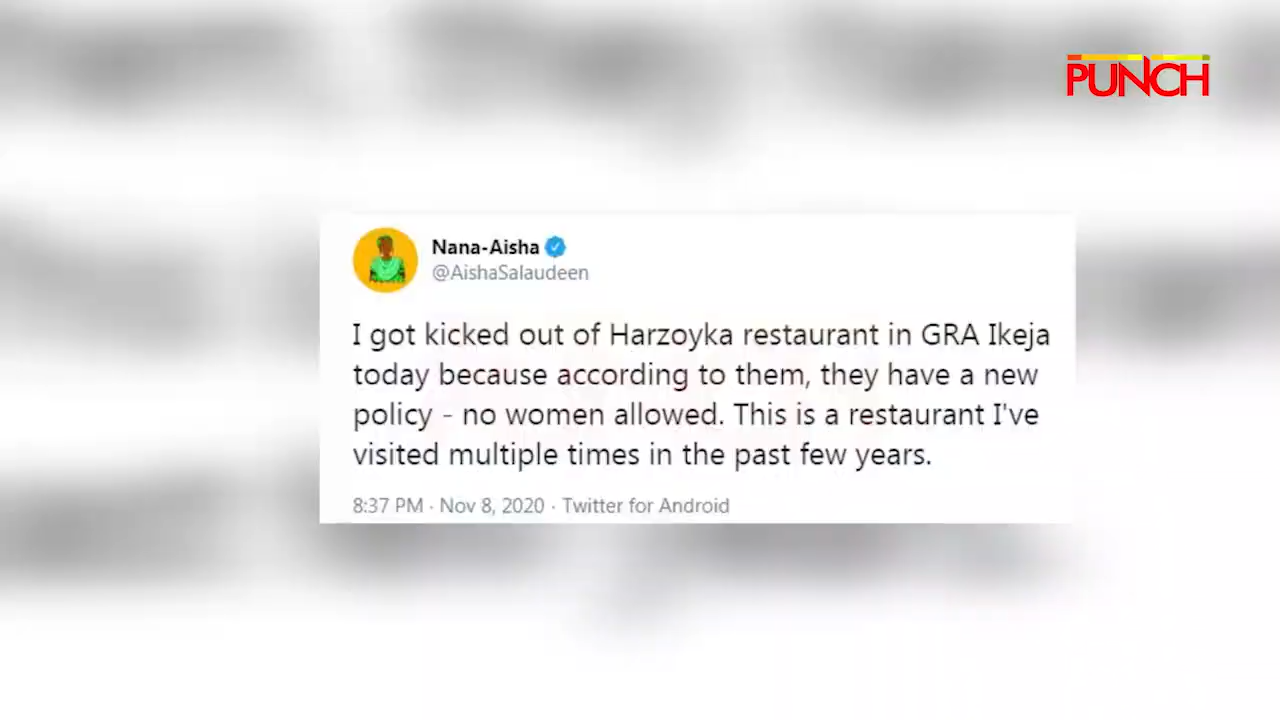 PUNCH
Nana-Aisha
@AishaSalaudeen
I got kicked out of Harzoyka restaurant in GRA Ikeja
today because according to them, they have a new
policy - no women allowed. This is a restaurant I've
visited multiple times in the past few years.
8:37 PM · Nov 8, 2020 · Twitter for Android